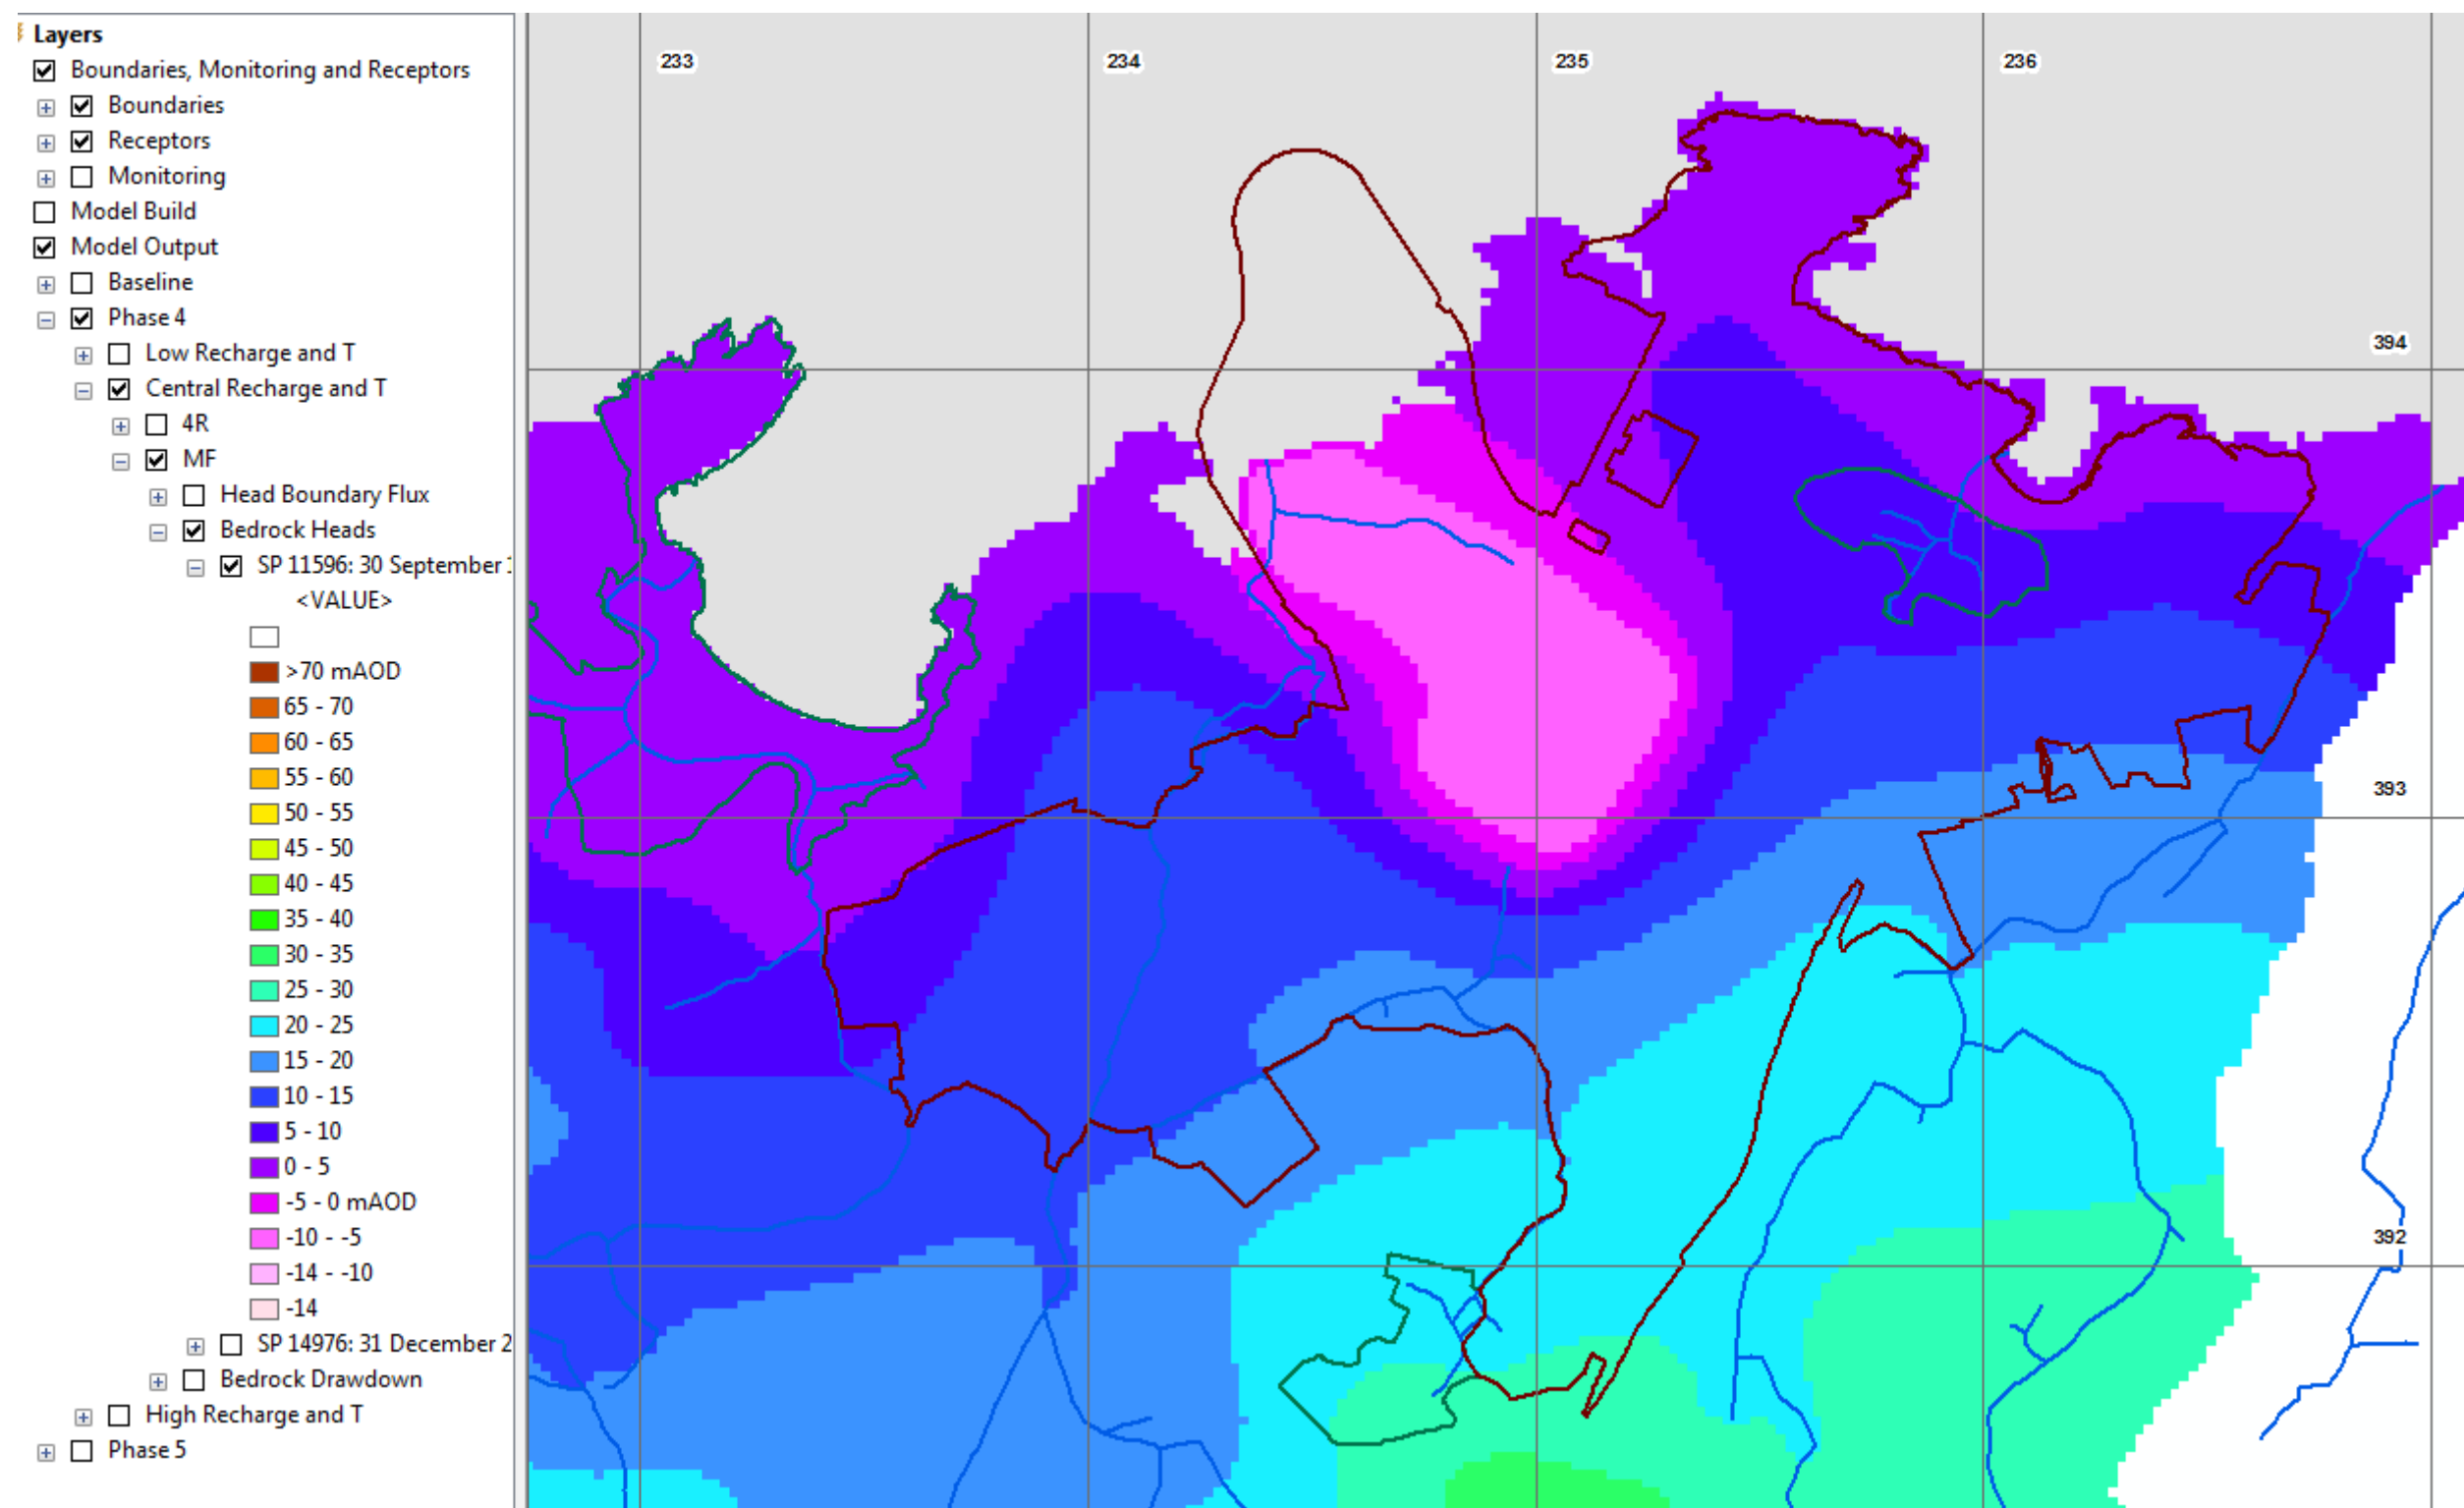 Layers
Boundaries, Monitoring and Receptors
Boundaries
Receptors
Monitoring
Model Build
Model Output
Baseline
Phase 4
Low Recharge and T
Central Recharge and T
4R
MF
Head Boundary Flux
Bedrock Heads
SP 11596: 30 September
<VALUE>
>70 mAOD
65 - 70
60 - 65
55 - 60
50 - 55
45 - 50
40 - 45
35 - 40
30 - 35
25 - 30
20 - 25
15 - 20
10 - 15
5 - 10
0 - 5
-5 - 0 mAOD
-10 - -5
-14 - -10
-14
SP 14976: 31 December 2
Bedrock Drawdown
High Recharge and T
Phase 5
233
234
235
236
394
393
392